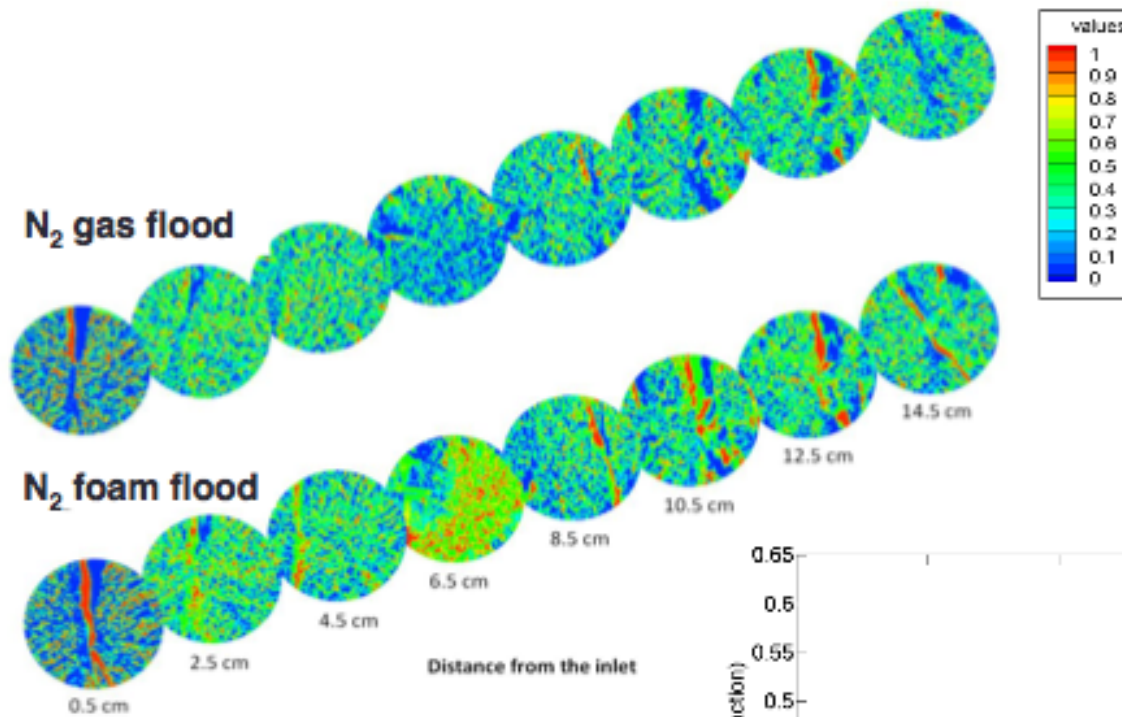 values
1
0.9
0.8
0.7
0.6
0.5
0.4
0.3
0.2
0.1
0
N₂ gas flood
N₂ foam flood
0.5 cm
2.5 cm
4.5 cm
6.5 cm
8.5 cm
10.5 cm
12.5 cm
14.5 cm
Distance from the inlet
0.65
0.6
0.55
0.5
ction)